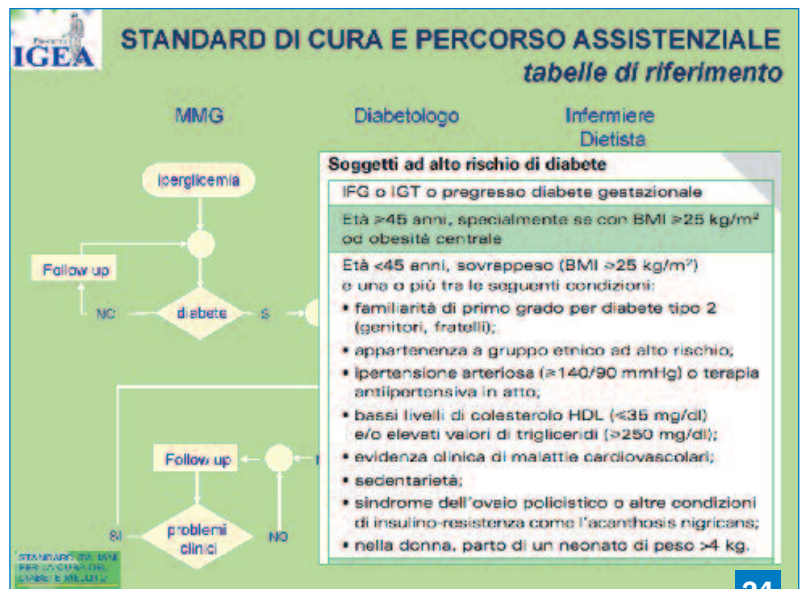 PROGETTO
IGEA
STANDARD DI CURA E PERCORSO ASSISTENZIALE
tabelle di riferimento
MMG
Diabetologo
Infermiere
Dietista
iperglicemia
Follow up
NO
diabete
S
Follow up
SI
problemi
clinici
NO
Soggetti ad alto rischio di diabete
IFG o IGT o pregresso diabete gestazionale
Età ≥45 anni, specialmente se con BMI ≥25 kg/m²
od obesità centrale
Età <45 anni, sovrappeso (BMI ≥25 kg/m²)
e una o più tra le seguenti condizioni:
• familiarità di primo grado per diabete tipo 2
(genitori, fratelli);
• appartenenza a gruppo etnico ad alto rischio;
• ipertensione arteriosa (≥140/90 mmHg) o terapia
antiipertensiva in atto;
• bassi livelli di colesterolo HDL (≤35 mg/dl)
e/o elevati valori di trigliceridi (≥250 mg/dl);
• evidenza clinica di malattie cardiovascolari;
• sedentarietà;
• sindrome dell'ovaio policistico o altre condizioni
di insulino-resistenza come l'acanthosis nigricans;
• nella donna, parto di un neonato di peso >4 kg.
STANDARD ITALIANI
PER LA CURA DEL
DIABETE MELLITO
24